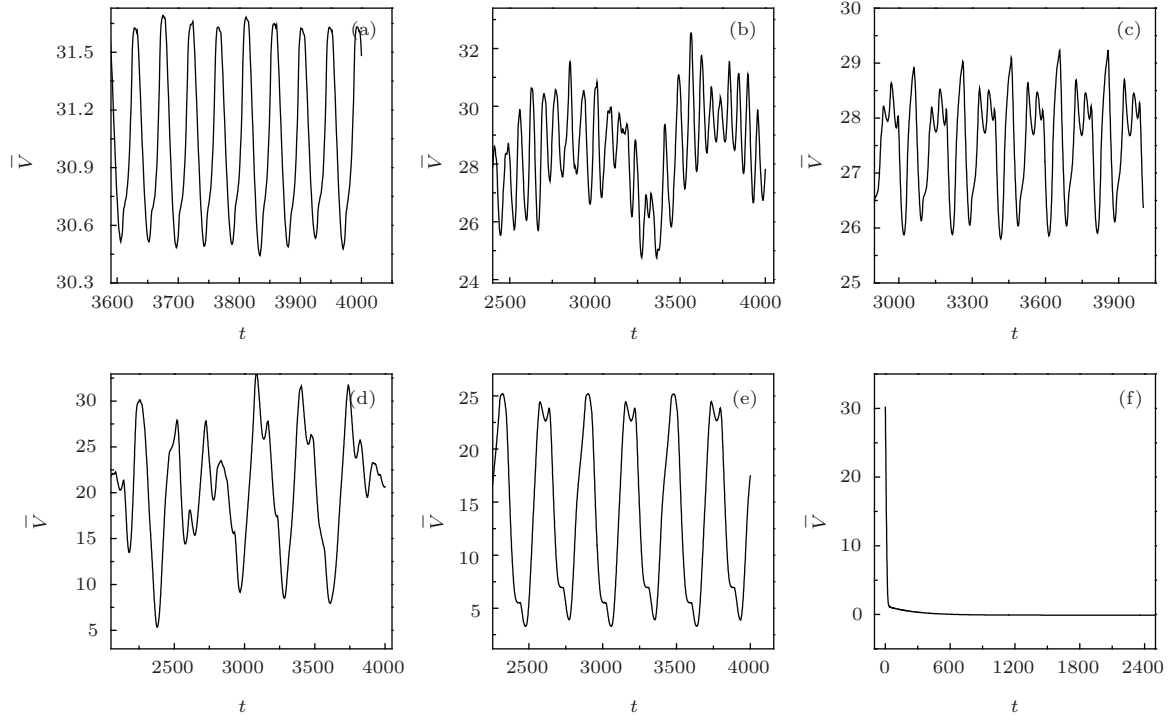 (a) (b) (c)
31.5 32 30
31.2 30 29
30.9 28 28
30.6 26 27
30.3 24 26
25
V̅ V̅ V̅
3600 3700 3800 3900 4000 2500 3000 3500 4000 3000 3300 3600 3900
t t t
(d) (e) (f)
30 25 30
25 20 20
20 15 10
15 10 0
10 5
5
V̅ V̅ V̅
2500 3000 3500 4000 2500 3000 3500 4000 0 600 1200 1800 2400
t t t